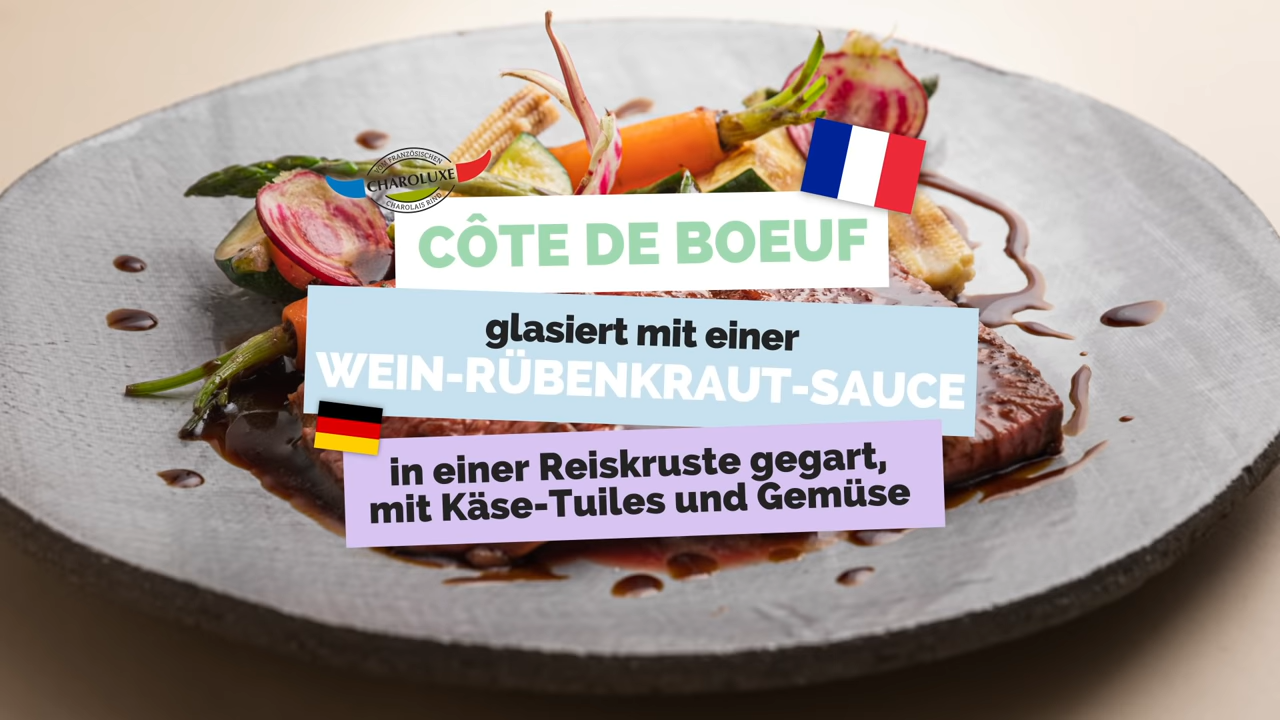 VOM FRANZÖSISCHEN
CHAROLUXE
CHAROLAIS RIND
CÔTE DE BOEUF
glasiert mit einer
WEIN-RÜBENKRAUT-SAUCE
in einer Reiskruste gegart,
mit Käse-Tuiles und Gemüse